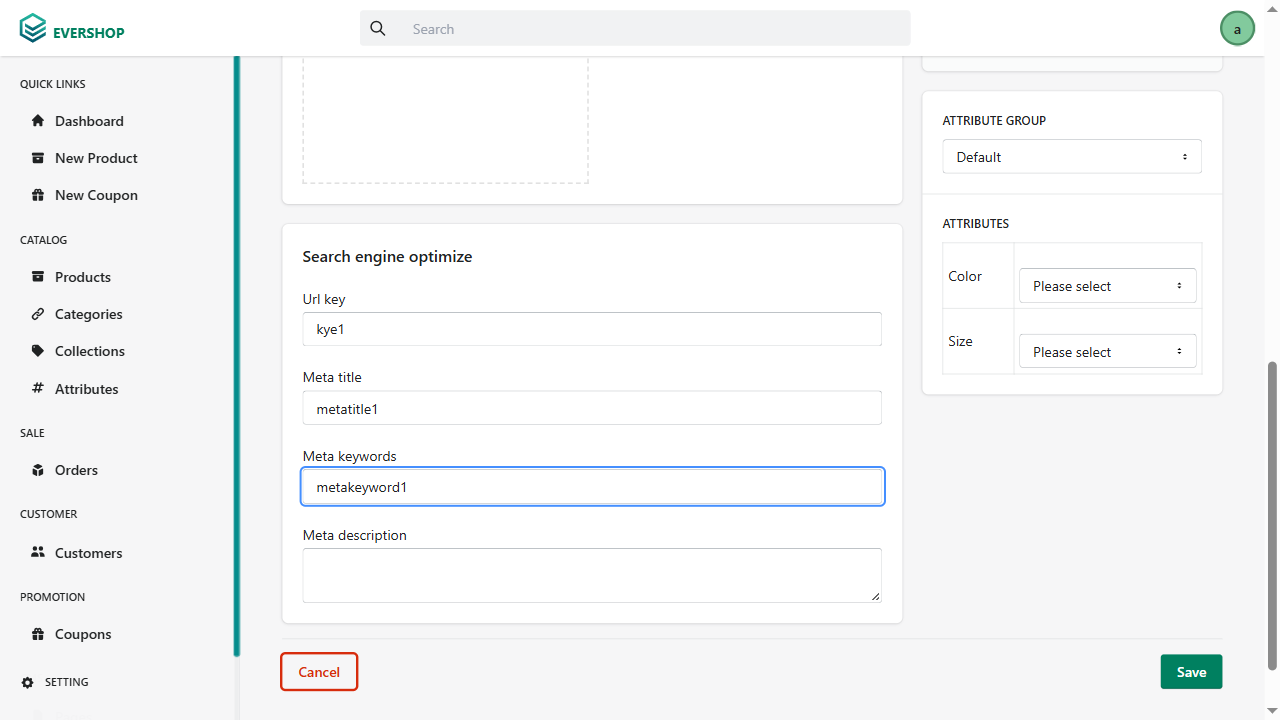 EVERSHOP
Search
a
QUICK LINKS
Dashboard
New Product
New Coupon
CATALOG
Products
Categories
Collections
Attributes
SALE
Orders
CUSTOMER
Customers
PROMOTION
Coupons
SETTING
Search engine optimize
Url key
kye1
Meta title
metatitle1
Meta keywords
metakeyword1
Meta description
Cancel
Save
ATTRIBUTE GROUP
Default
ATTRIBUTES
Color
Please select
Size
Please select